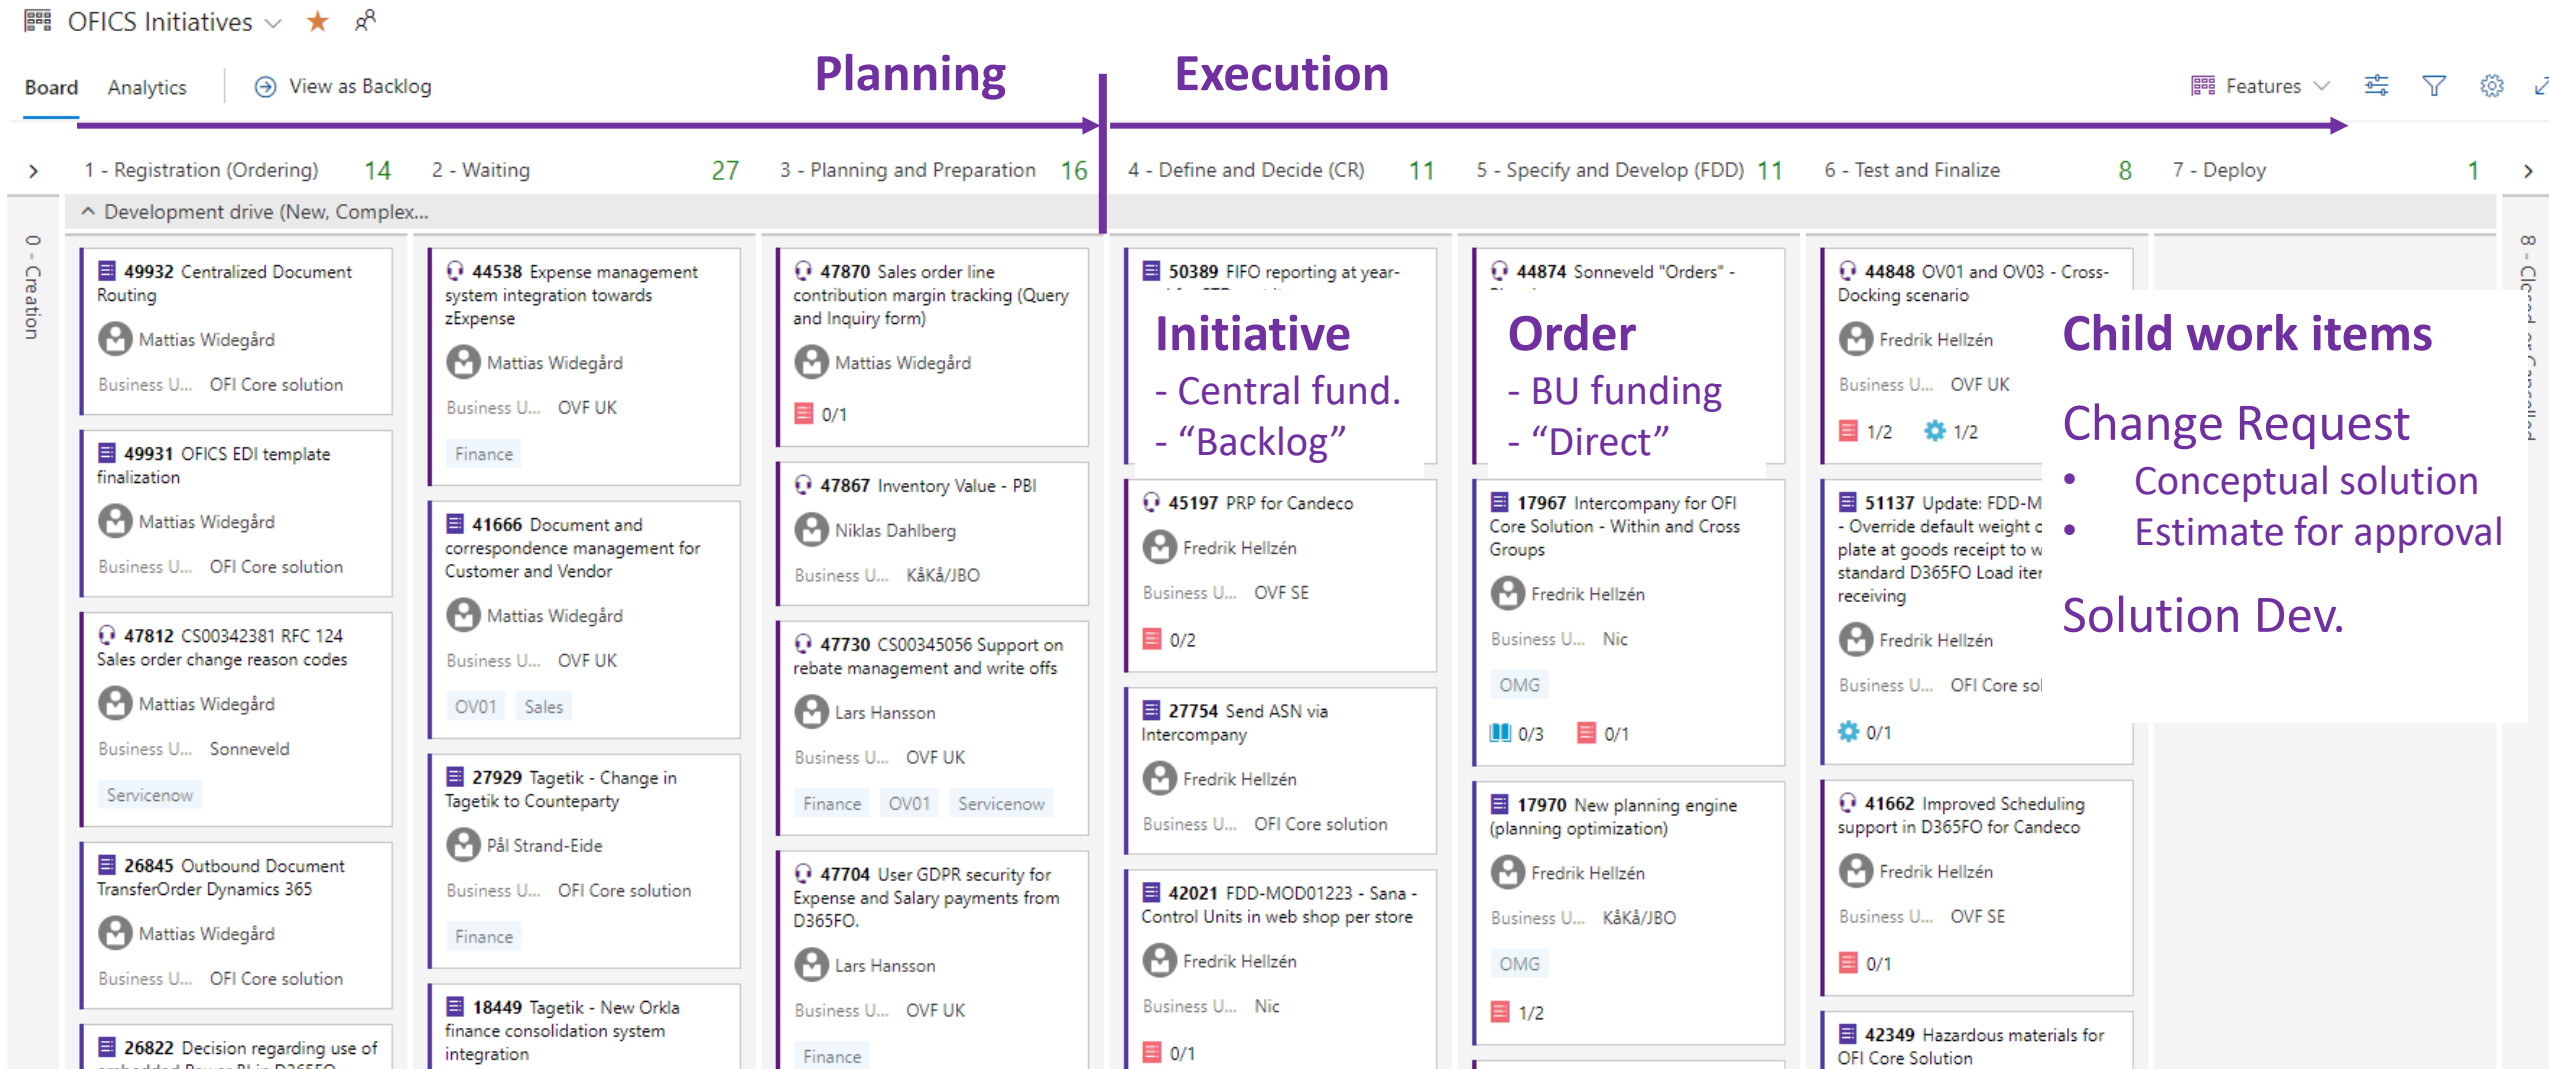 OFICS Initiatives
Planning
Execution
Board Analytics View as Backlog
Features
1 - Registration (Ordering) 14
2 - Waiting 27
3 - Planning and Preparation 16
4 - Define and Decide (CR) 11
5 - Specify and Develop (FDD) 11
6 - Test and Finalize 8
7 - Deploy 1
Development drive (New, Complex...
0 - Creation
49932 Centralized Document
Routing
Mattias Widegård
Business U... OFI Core solution
49931 OFICS EDI template
finalization
Mattias Widegård
Business U... OFI Core solution
47812 CS00342381 RFC 124
Sales order change reason codes
Mattias Widegård
Business U... Sonneveld
Servicenow
26845 Outbound Document
TransferOrder Dynamics 365
Mattias Widegård
Business U... OFI Core solution
26822 Decision regarding use of
44538 Expense management
system integration towards
zExpense
Mattias Widegård
Business U... OVF UK
Finance
41666 Document and
correspondence management for
Customer and Vendor
Mattias Widegård
Business U... OVF UK
OV01 Sales
27929 Tagetik - Change in
Tagetik to Counteparty
Pål Strand-Eide
Business U... OFI Core solution
Finance
18449 Tagetik - New Orkla
finance consolidation system
integration
47870 Sales order line
contribution margin tracking (Query
and Inquiry form)
Mattias Widegård
0/1
47867 Inventory Value - PBI
Niklas Dahlberg
Business U... KåKå/JBO
47730 CS00345056 Support on
rebate management and write offs
Lars Hansson
Business U... OVF UK
Finance OV01 Servicenow
47704 User GDPR security for
Expense and Salary payments from
D365FO.
Lars Hansson
Business U... OVF UK
Finance
50389 FIFO reporting at year-
Initiative
- Central fund.
- “Backlog”
45197 PRP for Candeco
Fredrik Hellzén
Business U... OVF SE
0/2
27754 Send ASN via
Intercompany
Fredrik Hellzén
Business U... OFI Core solution
42021 FDD-MOD01223 - Sana -
Control Units in web shop per store
Fredrik Hellzén
Business U... Nic
0/1
44874 Sonneveld "Orders" -
Order
- BU funding
- “Direct”
17967 Intercompany for OFI
Core Solution - Within and Cross
Groups
Fredrik Hellzén
Business U... Nic
OMG
0/3 0/1
17970 New planning engine
(planning optimization)
Fredrik Hellzén
Business U... KåKå/JBO
OMG
1/2
44848 OV01 and OV03 - Cross-
Docking scenario
Fredrik Hellzén
Business U... OVF UK
1/2 1/2
51137 Update: FDD-M
- Override default weight
plate at goods receipt to
standard D365FO Load
receiving
Fredrik Hellzén
Business U... OFI Core
0/1
41662 Improved Scheduling
support in D365FO for Candeco
Fredrik Hellzén
Business U... OVF SE
0/1
42349 Hazardous materials for
OFI Core Solution
Child work items
Change Request
• Conceptual solution
• Estimate for approval
Solution Dev.